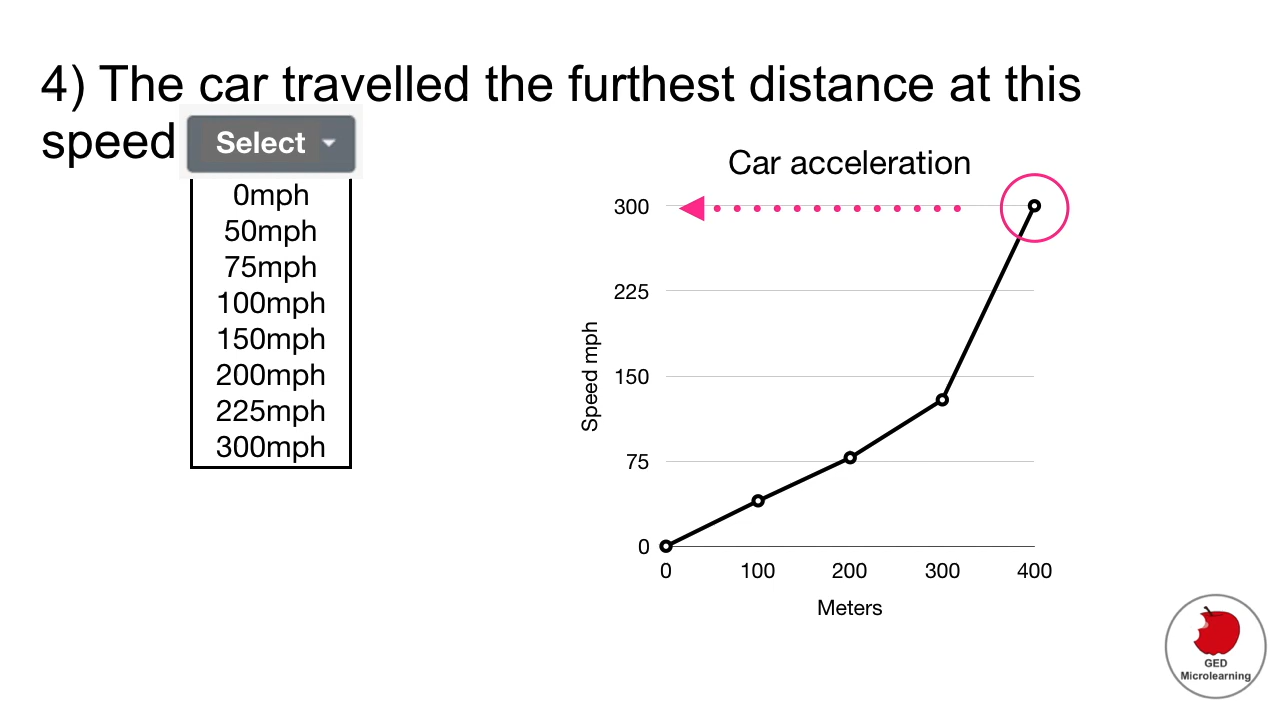 4) The car travelled the furthest distance at this
speed Select
0mph
50mph
75mph
100mph
150mph
200mph
225mph
300mph
Car acceleration
300
225
150
75
0
Speed mph
0 100 200 300 400
Meters
GED
Microlearning